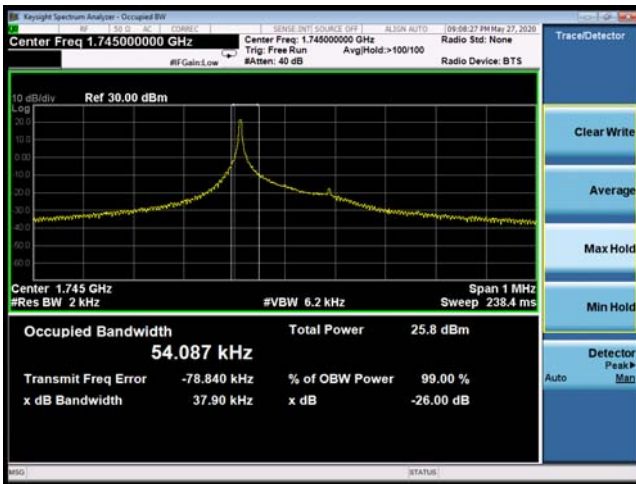 Keysight Spectrum Analyzer - Occupied BW
RF 50 Ω AC CORREC SENSE:INT SOURCE OFF ALIGN AUTO 09:08:27 PM May 27, 2020
Center Freq 1.745000000 GHz
Center Freq: 1.745000000 GHz
Radio Std: None
Trig: Free Run Avg|Hold:>100/100
#IFGain:Low #Atten: 40 dB Radio Device: BTS
10 dB/div Ref 30.00 dBm
Log
20.0
10.0
0.00
-10.0
-20.0
-30.0
-40.0
-50.0
-60.0
Center 1.745 GHz Span 1 MHz
#Res BW 2 kHz #VBW 6.2 kHz Sweep 238.4 ms
Occupied Bandwidth Total Power 25.8 dBm
54.087 kHz
Transmit Freq Error -78.840 kHz % of OBW Power 99.00 %
x dB Bandwidth 37.90 kHz x dB -26.00 dB
MSG STATUS
Trace/Detector
Clear Write
Average
Max Hold
Min Hold
Detector
Peak▶
Auto Man